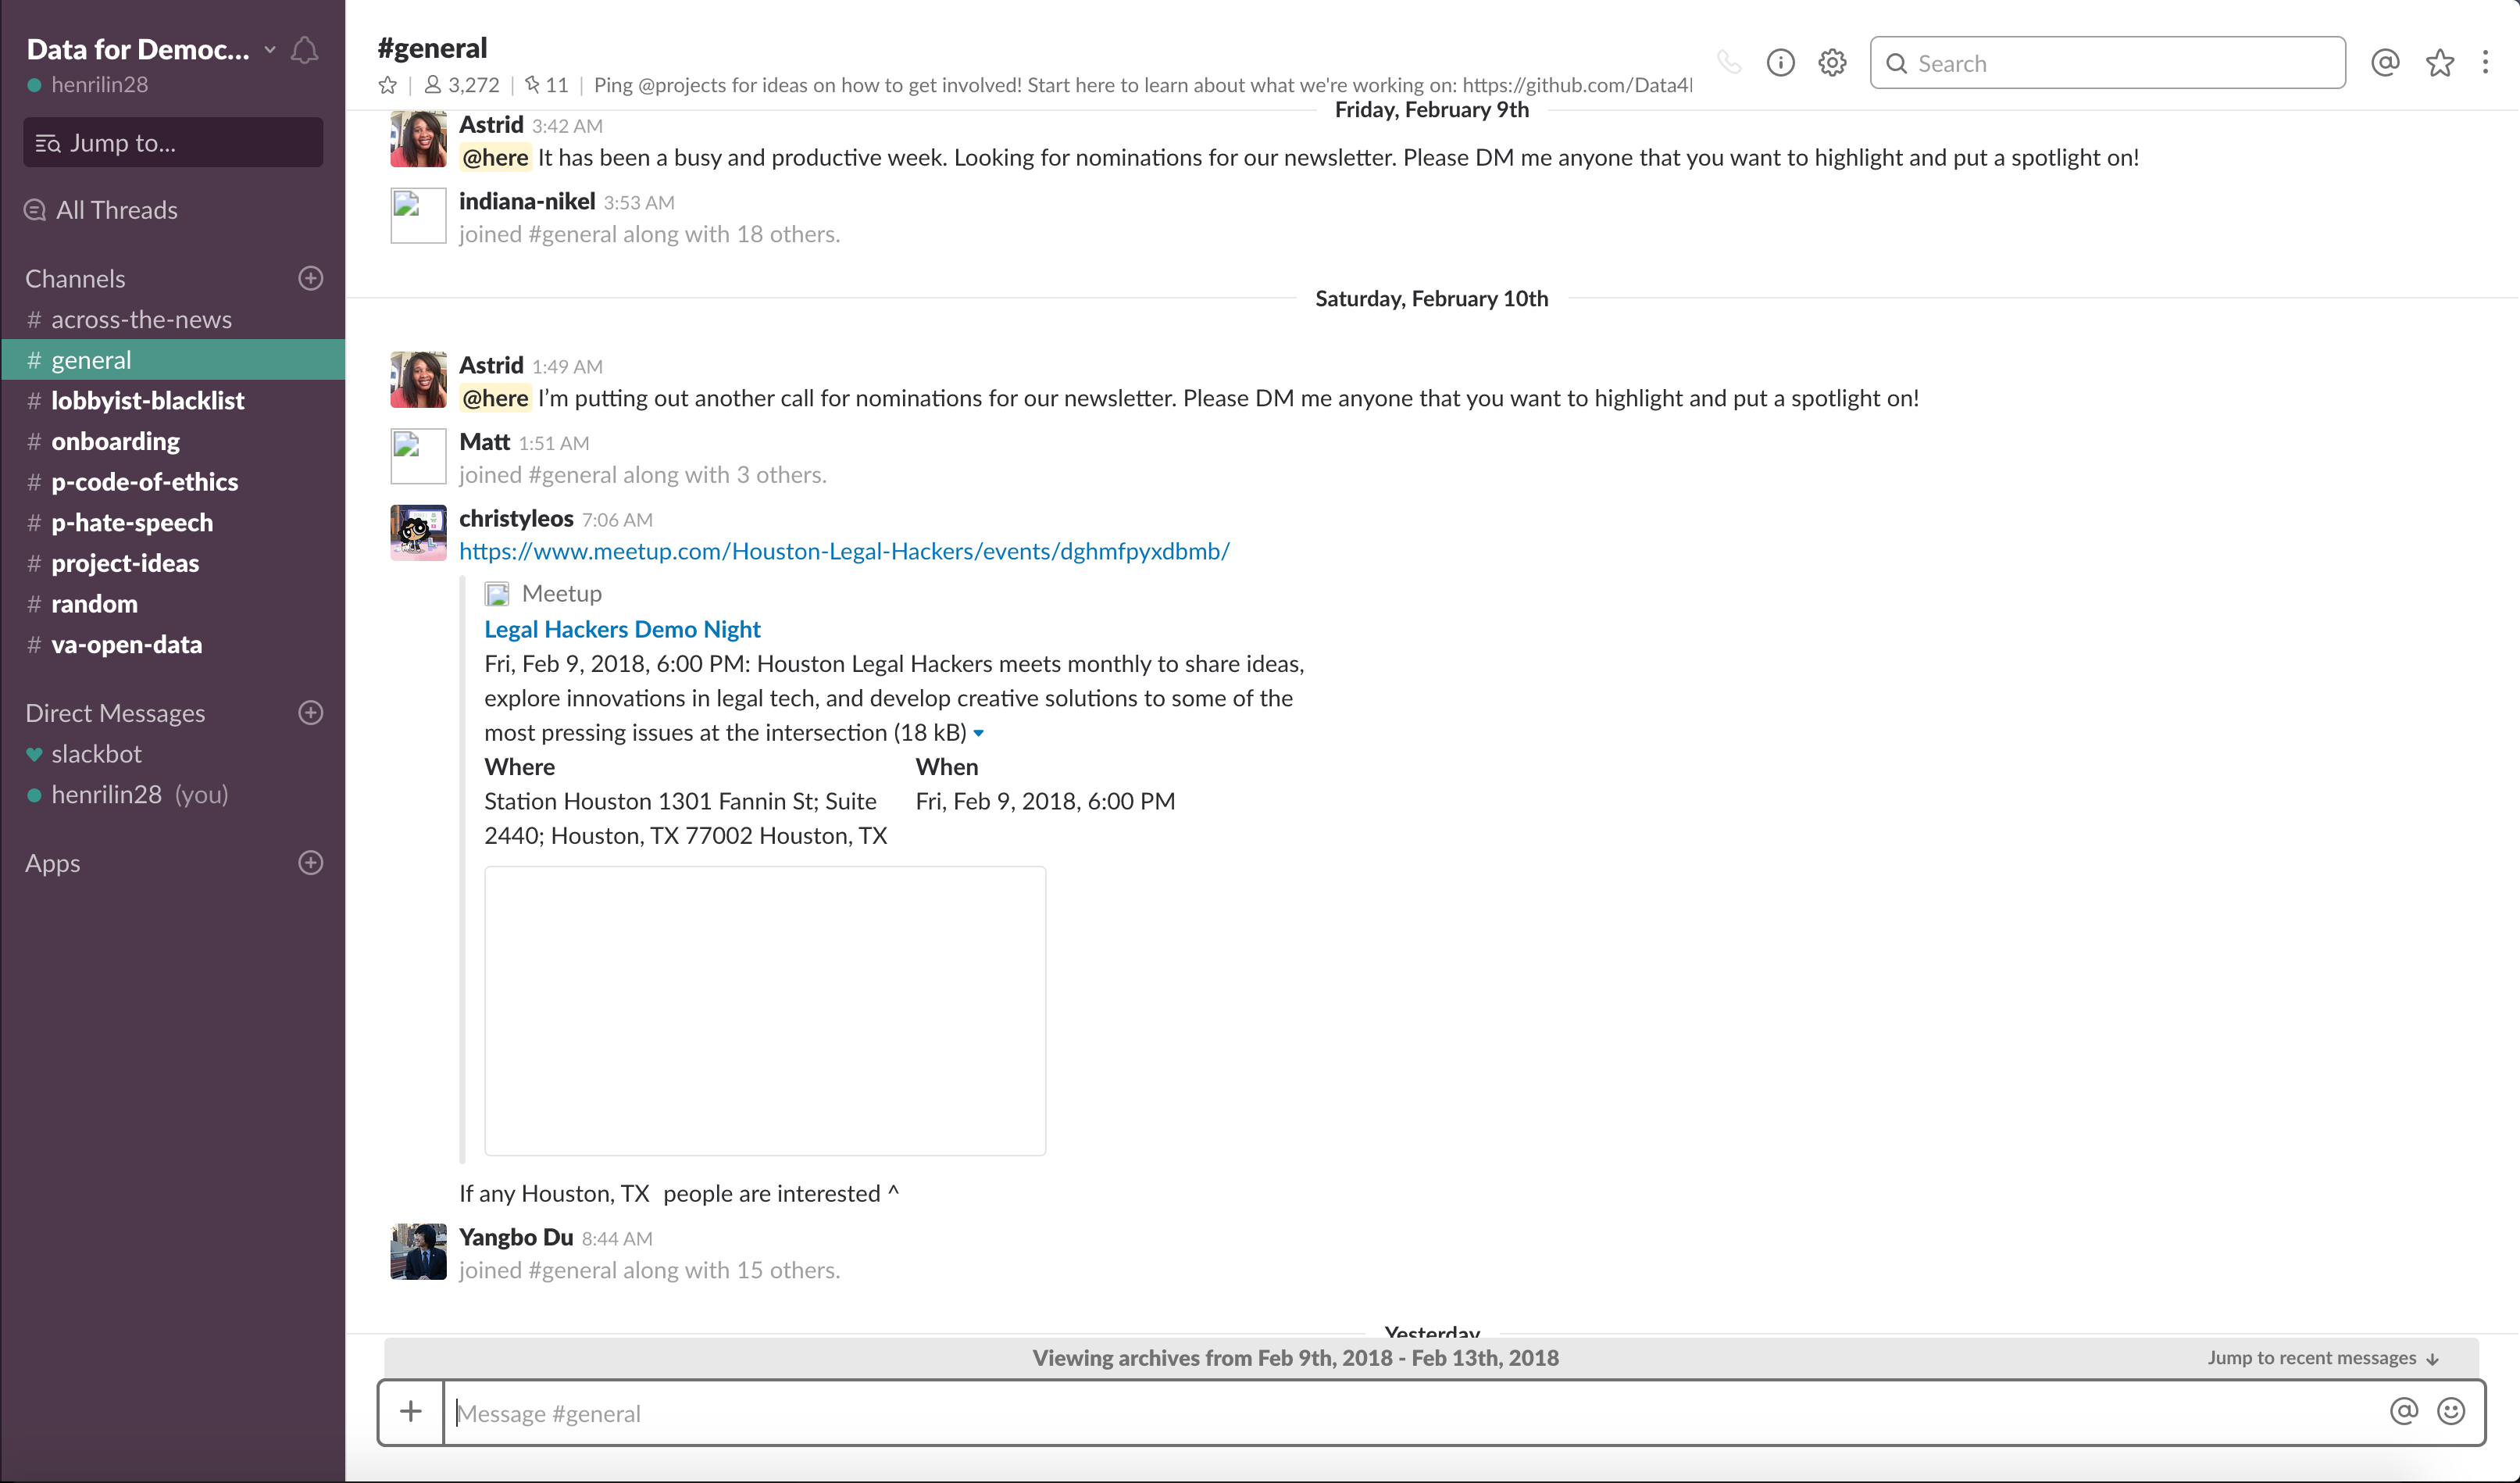 Data for Democ...
henrilin28
Jump to...
All Threads
Channels
# across-the-news
# general
# lobbyist-blacklist
# onboarding
# p-code-of-ethics
# p-hate-speech
# project-ideas
# random
# va-open-data
Direct Messages
slackbot
henrilin28 (you)
Apps
#general
3,272 | 11 | Ping @projects for ideas on how to get involved! Start here to learn about what we're working on: https://github.com/Data4
Search
Friday, February 9th
Astrid 3:42 AM
@here It has been a busy and productive week. Looking for nominations for our newsletter. Please DM me anyone that you want to highlight and put a spotlight on!
indiana-nikel 3:53 AM
joined #general along with 18 others.
Saturday, February 10th
Astrid 1:49 AM
@here I’m putting out another call for nominations for our newsletter. Please DM me anyone that you want to highlight and put a spotlight on!
Matt 1:51 AM
joined #general along with 3 others.
christyleos 7:06 AM
https://www.meetup.com/Houston-Legal-Hackers/events/dghmfpyxdbmb/
Meetup
Legal Hackers Demo Night
Fri, Feb 9, 2018, 6:00 PM: Houston Legal Hackers meets monthly to share ideas,
explore innovations in legal tech, and develop creative solutions to some of the
most pressing issues at the intersection (18 kB)
Where When
Station Houston 1301 Fannin St; Suite Fri, Feb 9, 2018, 6:00 PM
2440; Houston, TX 77002 Houston, TX
If any Houston, TX  people are interested ^
Yangbo Du 8:44 AM
joined #general along with 15 others.
Yesterday
Viewing archives from Feb 9th, 2018 - Feb 13th, 2018
Jump to recent messages ↓
Message #general